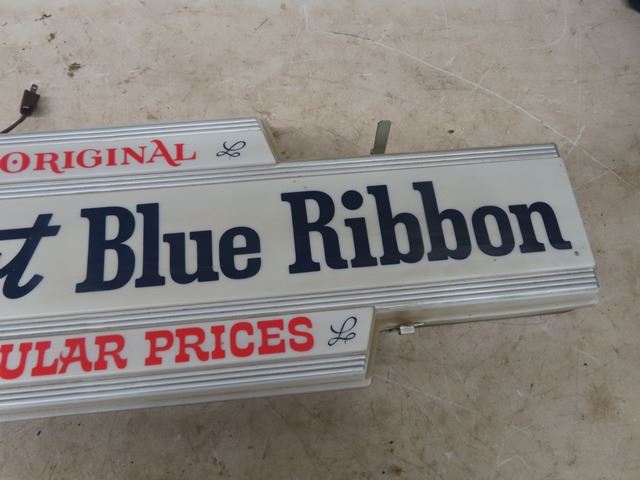 ORIGINAL
Blue Ribbon
ULAR PRICES